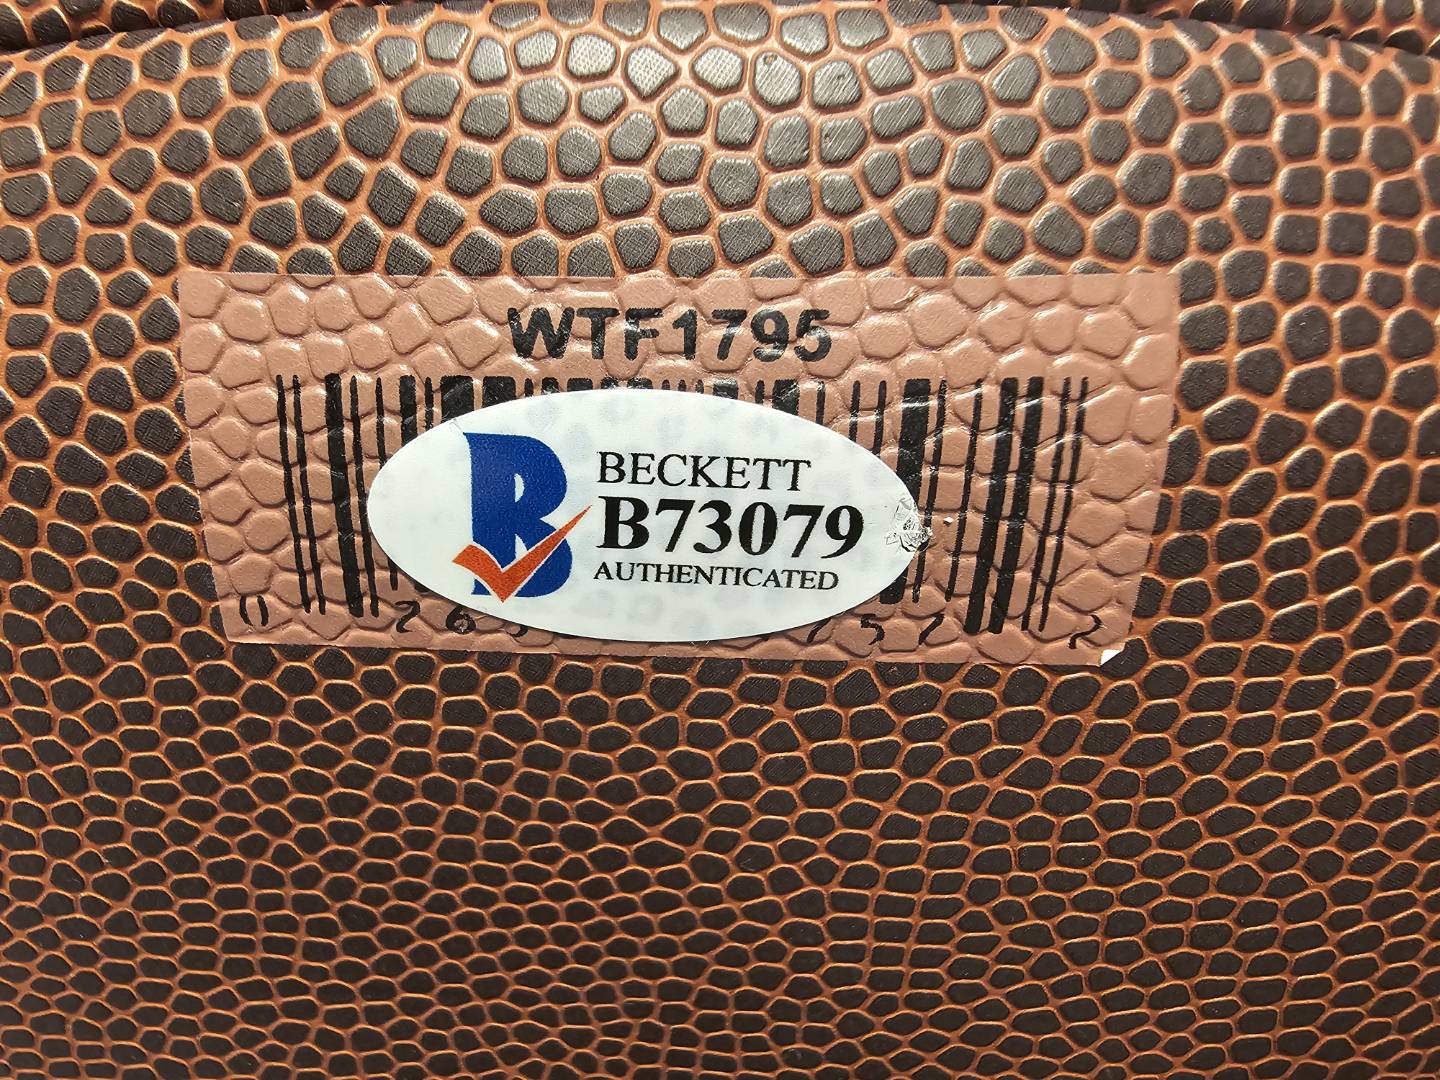 WTF1795
BECKETT
B73079
AUTHENTICATED